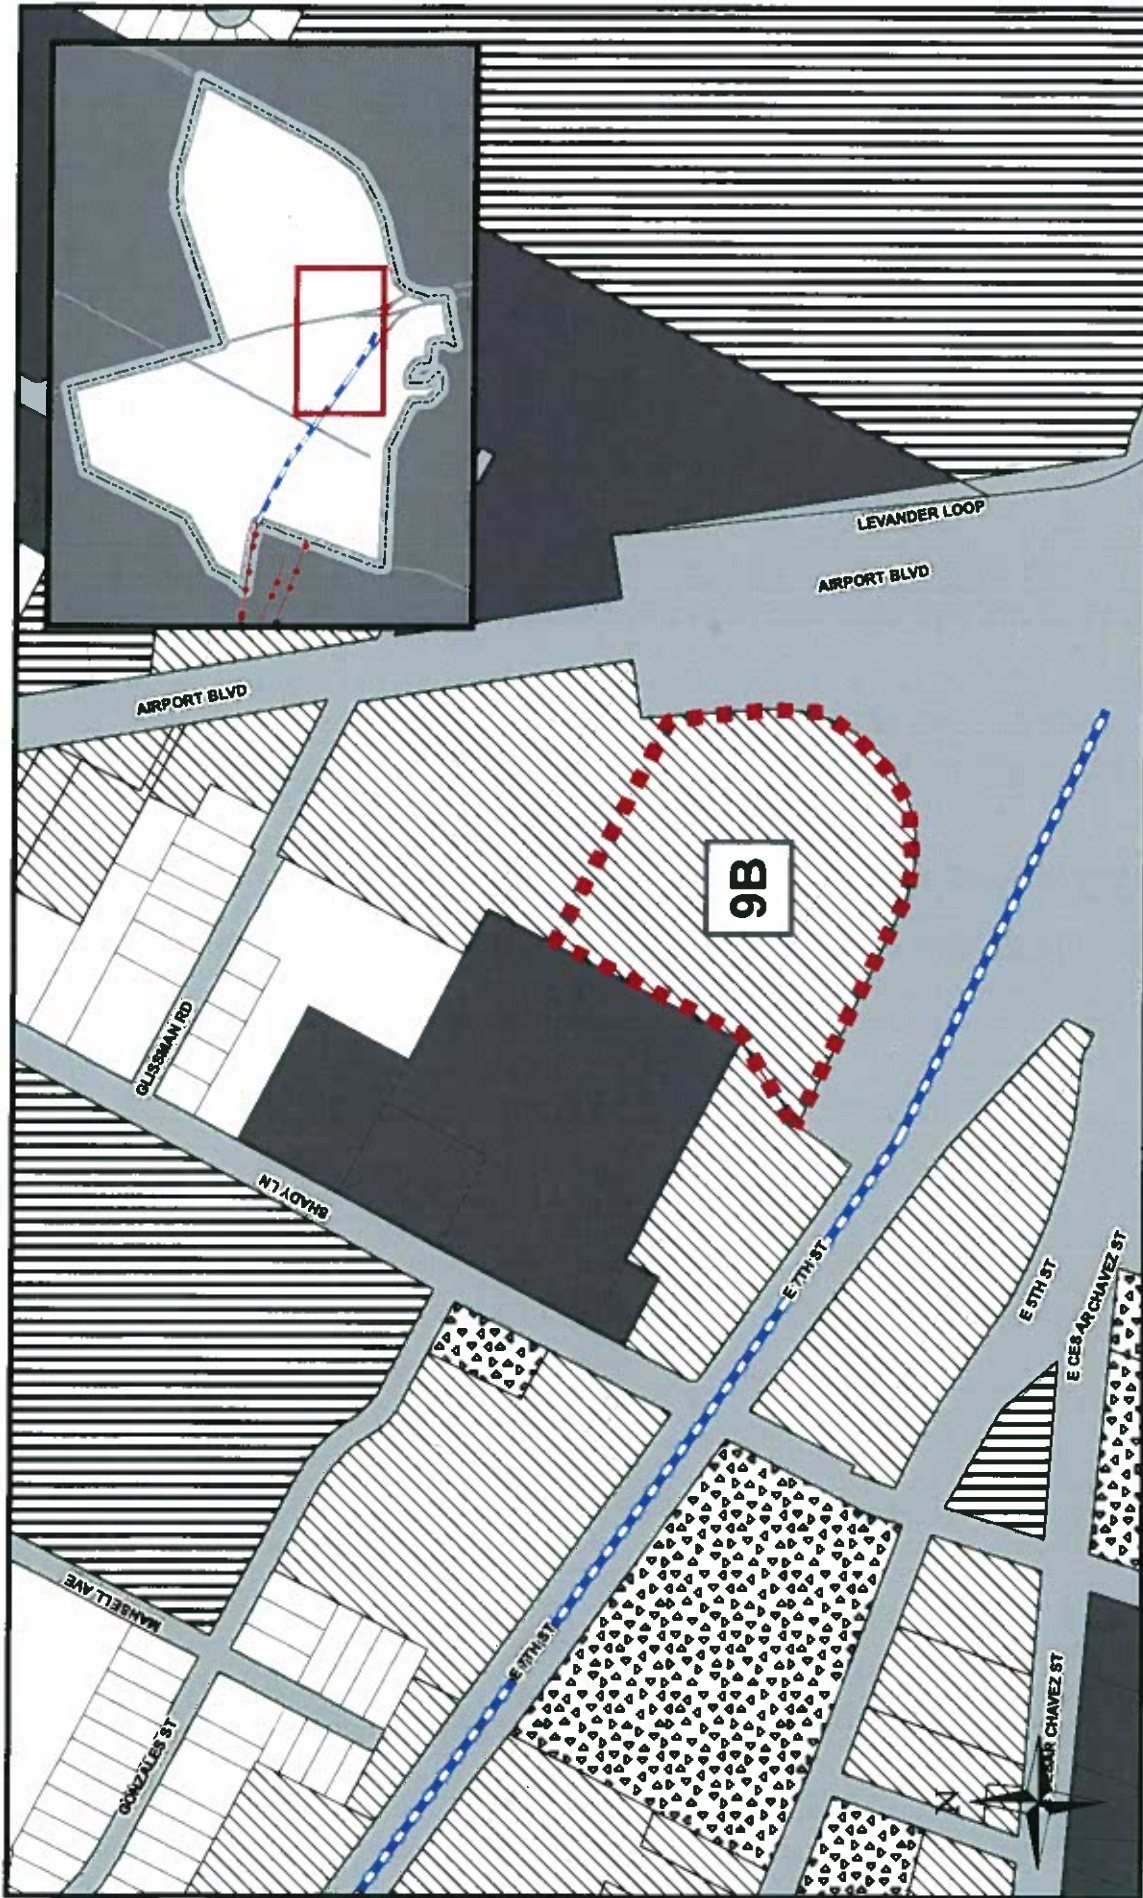 AIRPORT BLVD
LEVANDER LOOP
AIRPORT BLVD
9B
GLISSMAN RD
SHADY LN
E 7TH ST
E 5TH ST
E CESAR CHAVEZ ST
MANSELL AVE
E 7TH ST
GONZALES ST
CHAVEZ ST
N